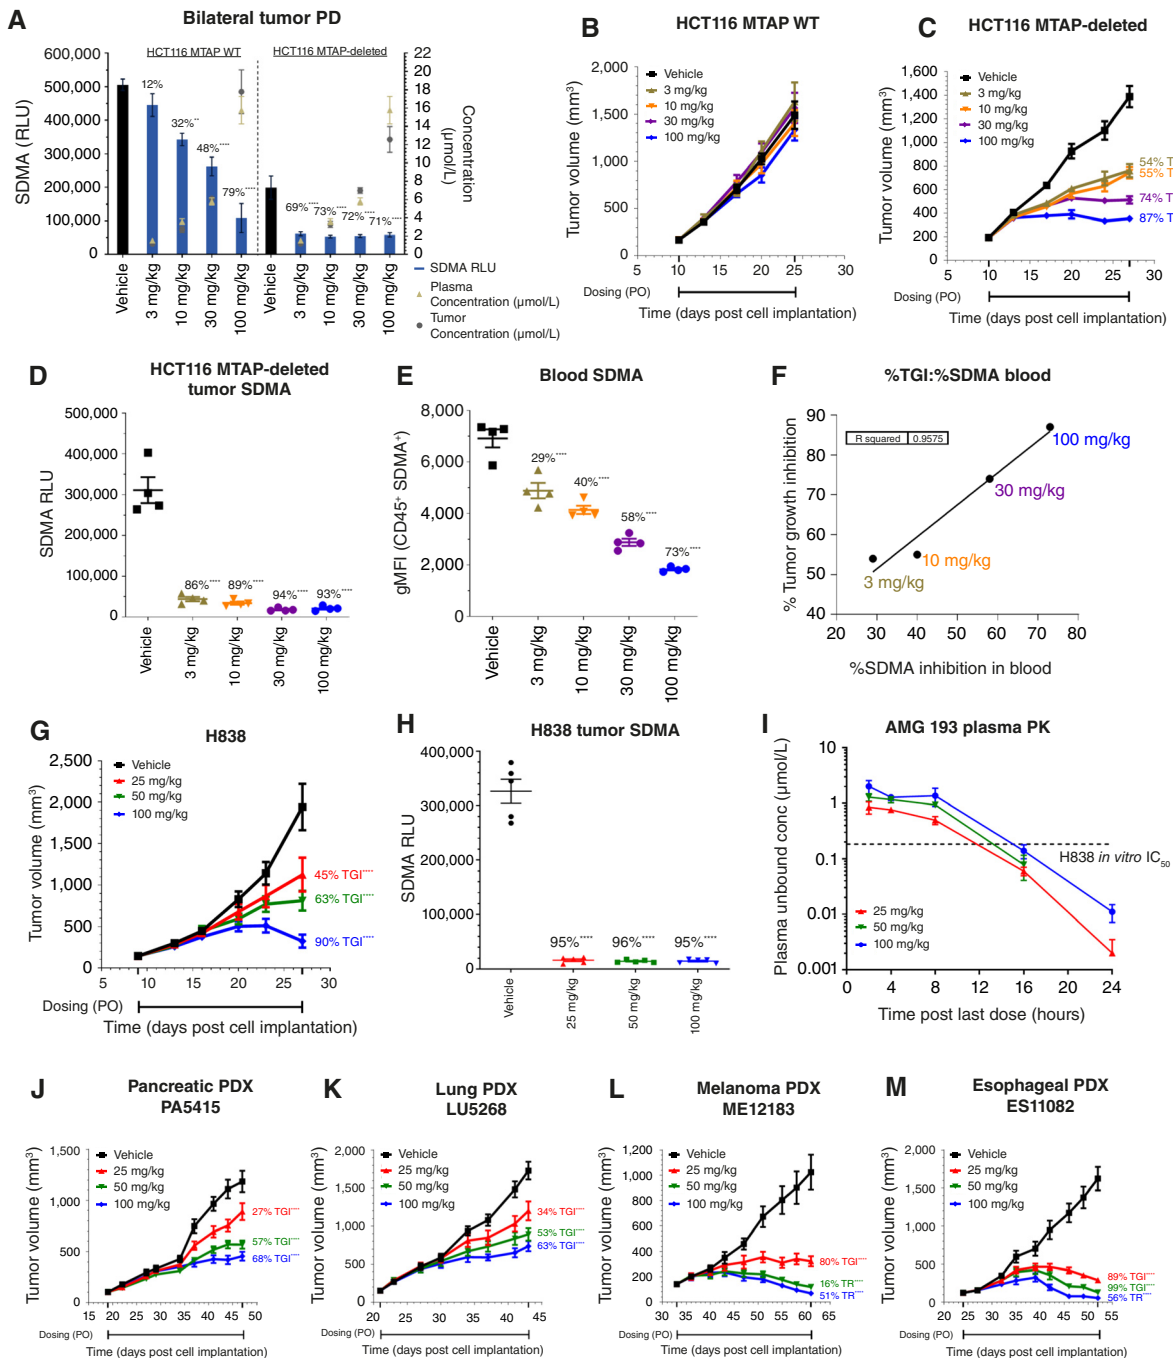 A
Bilateral tumor PD
HCT116 MTAP WT
HCT116 MTAP-deleted
SDMA (RLU)
600,000
500,000
400,000
300,000
200,000
100,000
0
12%
32%**
48%****
79%****
69%****
73%****
72%****
71%****
22
20
18
16
14
12
10
8
6
4
2
0
Concentration
(µmol/L)
Vehicle
3 mg/kg
10 mg/kg
30 mg/kg
100 mg/kg
Vehicle
3 mg/kg
10 mg/kg
30 mg/kg
100 mg/kg
SDMA RLU
Plasma
Concentration (µmol/L)
Tumor
Concentration (µmol/L)
B
HCT116 MTAP WT
Tumor volume (mm³)
2,000
1,500
1,000
500
0
Vehicle
3 mg/kg
10 mg/kg
30 mg/kg
100 mg/kg
5 10 15 20 25 30
Dosing (PO)
Time (days post cell implantation)
C
HCT116 MTAP-deleted
Tumor volume (mm³)
1,600
1,400
1,200
1,000
800
600
400
200
0
Vehicle
3 mg/kg
10 mg/kg
30 mg/kg
100 mg/kg
54% T
55% T
74% T
87% T
5 10 15 20 25 30
Dosing (PO)
Time (days post cell implantation)
D
HCT116 MTAP-deleted
tumor SDMA
SDMA RLU
500,000
400,000
300,000
200,000
100,000
0
86%****
89%****
94%****
93%****
Vehicle
3 mg/kg
10 mg/kg
30 mg/kg
100 mg/kg
E
Blood SDMA
gMFI (CD45⁺ SDMA⁺)
8,000
6,000
4,000
2,000
0
29%****
40%****
58%****
73%****
Vehicle
3 mg/kg
10 mg/kg
30 mg/kg
100 mg/kg
F
%TGI:%SDMA blood
% Tumor growth inhibition
90
80
70
60
50
40
R squared 0.9575
100 mg/kg
30 mg/kg
10 mg/kg
3 mg/kg
20 30 40 50 60 70 80
%SDMA inhibition in blood
G
H838
Tumor volume (mm³)
2,500
2,000
1,500
1,000
500
0
Vehicle
25 mg/kg
50 mg/kg
100 mg/kg
45% TGI****
63% TGI****
90% TGI****
5 10 15 20 25 30
Dosing (PO)
Time (days post cell implantation)
H
H838 tumor SDMA
SDMA RLU
400,000
300,000
200,000
100,000
0
95%****
96%****
95%****
Vehicle
25 mg/kg
50 mg/kg
100 mg/kg
I
AMG 193 plasma PK
Plasma unbound conc (µmol/L)
10
1
0.1
0.01
0.001
H838 in vitro IC₅₀
25 mg/kg
50 mg/kg
100 mg/kg
0 4 8 12 16 20 24
Time post last dose (hours)
J
Pancreatic PDX
PA5415
Tumor volume (mm³)
1,500
1,000
500
0
Vehicle
25 mg/kg
50 mg/kg
100 mg/kg
27% TGI****
57% TGI****
68% TGI****
15 20 25 30 35 40 45 50
Dosing (PO)
Time (days post cell implantation)
K
Lung PDX
LU5268
Tumor volume (mm³)
2,000
1,500
1,000
500
0
Vehicle
25 mg/kg
50 mg/kg
100 mg/kg
34% TGI****
53% TGI****
63% TGI****
20 25 30 35 40 45
Dosing (PO)
Time (days post cell implantation)
L
Melanoma PDX
ME12183
Tumor volume (mm³)
1,200
1,000
800
600
400
200
0
Vehicle
25 mg/kg
50 mg/kg
100 mg/kg
80% TGI****
16% TR****
51% TR****
30 35 40 45 50 55 60 65
Dosing (PO)
Time (days post cell implantation)
M
Esophageal PDX
ES11082
Tumor volume (mm³)
2,000
1,500
1,000
500
0
Vehicle
25 mg/kg
50 mg/kg
100 mg/kg
89% TGI****
99% TGI****
56% TR****
20 25 30 35 40 45 50 55
Dosing (PO)
Time (days post cell implantation)